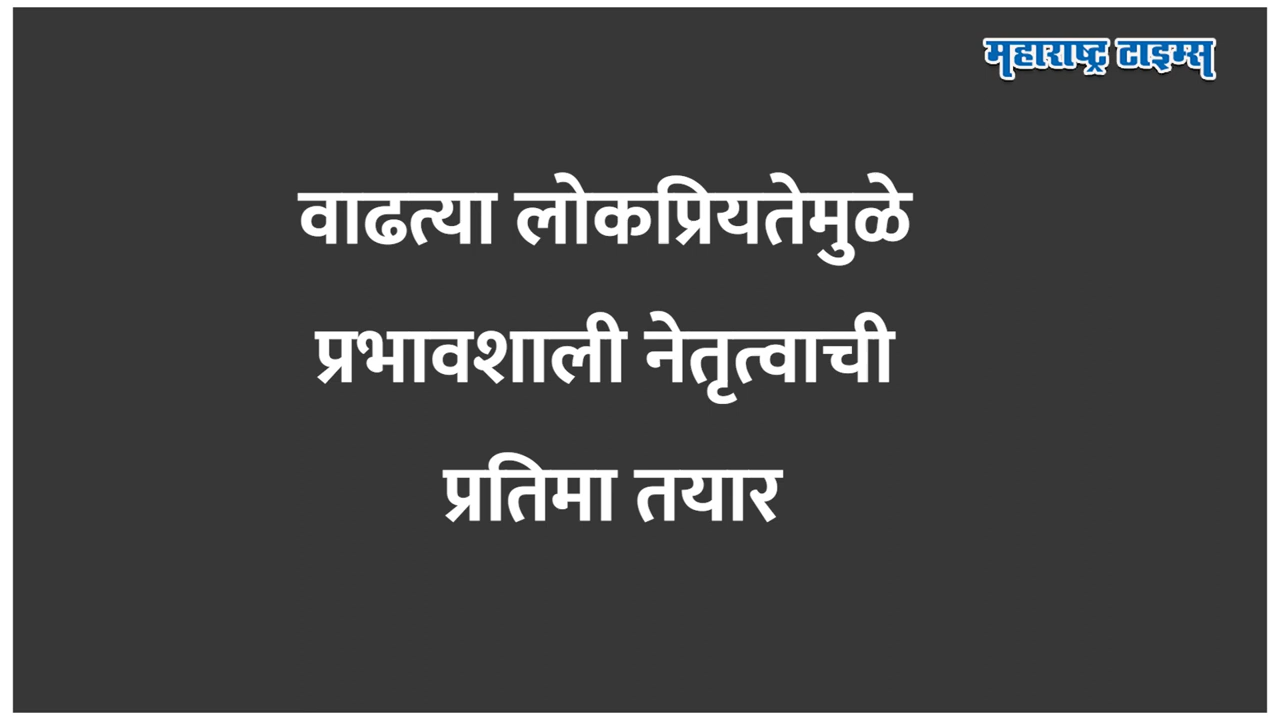 महाराष्ट्र टाइम्स
वाढत्या लोकप्रियतेमुळे
प्रभावशाली नेतृत्वाची
प्रतिमा तयार